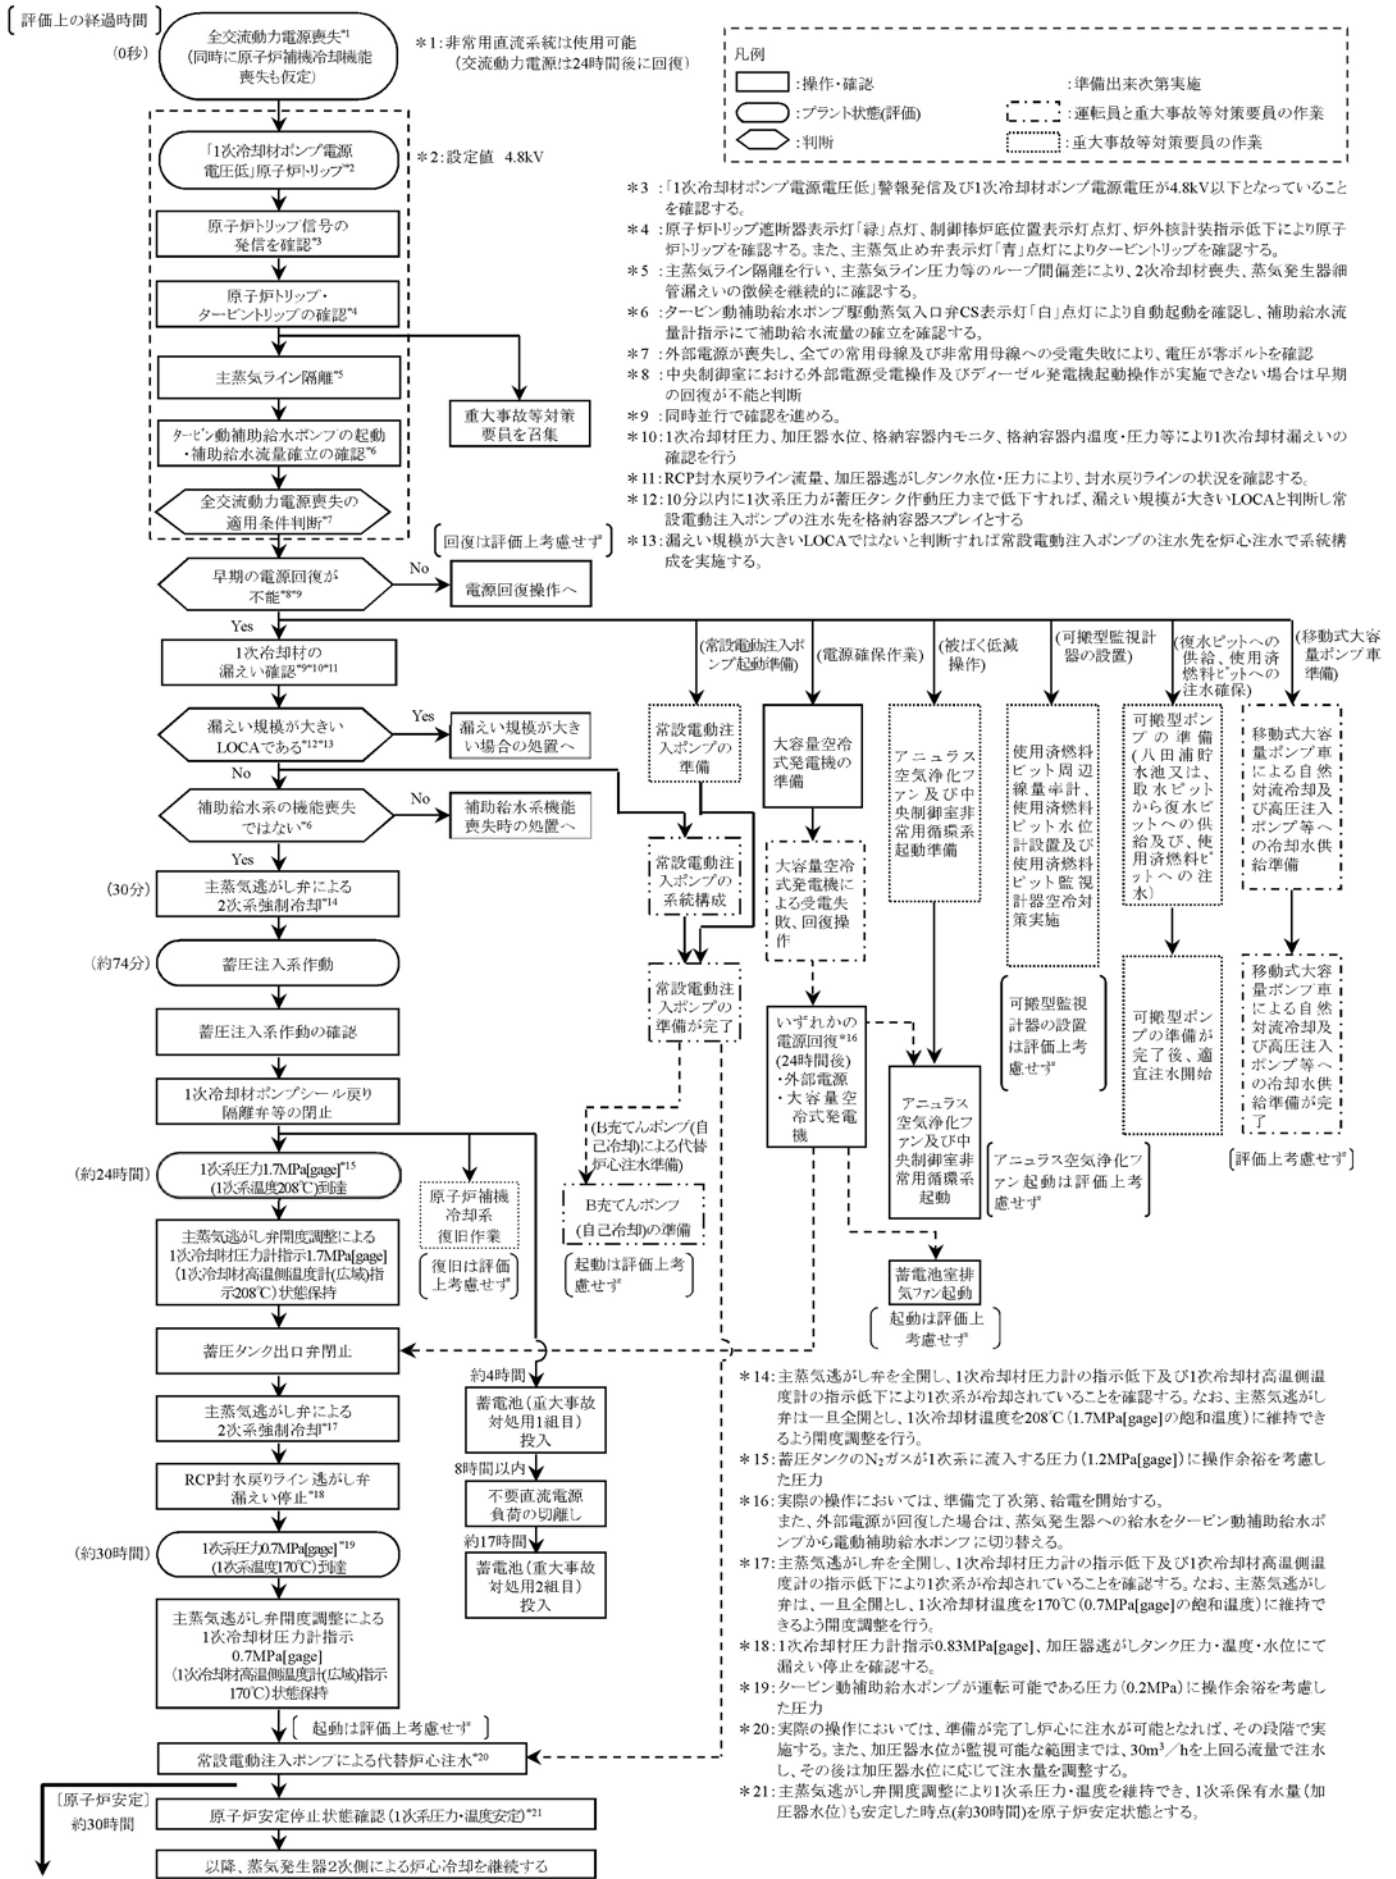 〔評価上の経過時間〕
(0秒)
全交流動力電源喪失*1
(同時に原子炉補機冷却機能
喪失も仮定)
*1:非常用直流系統は使用可能
(交流動力電源は24時間後に回復)
凡例
:操作・確認
:プラント状態(評価)
:判断
:準備出来次第実施
:運転員と重大事故等対策要員の作業
:重大事故等対策要員の作業
「1次冷却材ポンプ電源
電圧低」原子炉トリップ*2
*2:設定値 4.8kV
原子炉トリップ信号の
発信を確認*3
原子炉トリップ・
タービントリップの確認*4
主蒸気ライン隔離*5
重大事故等対策
要員を召集
タービン動補助給水ポンプの起動
・補助給水流量確立の確認*6
全交流動力電源喪失の
適用条件判断*7
*3:「1次冷却材ポンプ電源電圧低」警報発信及び1次冷却材ポンプ電源電圧が4.8kV以下となっていること
を確認する。
*4:原子炉トリップ遮断器表示灯「緑」点灯、制御棒炉底位置表示灯点灯、炉外核計装指示低下により原子
炉トリップを確認する。また、主蒸気止め弁表示灯「青」点灯によりタービントリップを確認する。
*5:主蒸気ライン隔離を行い、主蒸気ライン圧力等のループ間偏差により、2次冷却材喪失、蒸気発生器細
管漏えいの徴候を継続的に確認する。
*6:タービン動補助給水ポンプ駆動蒸気入口弁CS表示灯「白」点灯により自動起動を確認し、補助給水流
量計指示にて補助給水流量の確立を確認する。
*7:外部電源が喪失し、全ての常用母線及び非常用母線への受電失敗により、電圧が零ボルトを確認
*8:中央制御室における外部電源受電操作及びディーゼル発電機起動操作が実施できない場合は早期
の回復が不能と判断
*9:同時並行で確認を進める。
*10:1次冷却材圧力、加圧器水位、格納容器内モニタ、格納容器内温度・圧力等により1次冷却材漏えいの
確認を行う
*11:RCP封水戻りライン流量、加圧器逃がしタンク水位・圧力により、封水戻りラインの状況を確認する。
*12:10分以内に1次系圧力が蓄圧タンク作動圧力まで低下すれば、漏えい規模が大きいLOCAと判断し常
設電動注入ポンプの注水先を格納容器スプレイとする
*13:漏えい規模が大きいLOCAではないと判断すれば常設電動注入ポンプの注水先を炉心注水で系統構
成を実施する。
〔回復は評価上考慮せず〕
早期の電源回復が
不能*8*9
No
電源回復操作へ
Yes
1次冷却材の
漏えい確認*9*10*11
漏えい規模が大きい
LOCAである*12*13
Yes
漏えい規模が大き
い場合の処置へ
No
補助給水系の機能喪失
ではない*6
No
補助給水系機能
喪失時の処置へ
Yes
(常設電動注入ポ
ンプ起動準備)
(電源確保作業)
(被ばく低減
操作)
(可搬型監視計
器の設置)
(復水ピットへの
供給、使用済
燃料ピットへの
注水確保)
(移動式大容
量ポンプ車
準備)
常設電動注
入ポンプの
準備
大容量空冷
式発電機の
準備
アニュラス
空気浄化フ
ァン及び中
央制御室非
常用循環系
起動準備
使用済燃料
ピット周辺
線量率計、
使用済燃料
ピット水位
計設置及び
使用済燃料
ピット監視
計器空冷対
策実施
可搬型ポン
プの準備
(八田浦貯
水池又は、
取水ピット
から復水ピ
ットへの供
給及び、使
用済燃料ピ
ットへの注
水)
移動式大容
量ポンプ車
による自然
対流冷却及
び高圧注入
ポンプ等へ
の冷却水供
給準備
常設電動注
入ポンプの
系統構成
大容量空冷
式発電機に
よる受電失
敗、回復操
作
(30分)
主蒸気逃がし弁による
2次系強制冷却*14
(約74分)
蓄圧注入系作動
蓄圧注入系作動の確認
1次冷却材ポンプシール戻り
隔離弁等の閉止
常設電動注
入ポンプの
準備が完了
いずれかの
電源回復*16
(24時間後)
・外部電源
・大容量空
冷式発電
機
アニュラス
空気浄化フ
ァン及び中
央制御室非
常用循環系
起動
〔可搬型監視
計器の設置
は評価上考
慮せず〕
可搬型ポン
プの準備が
完了後、適
宜注水開始
移動式大容
量ポンプ車
による自然
対流冷却及
び高圧注入
ポンプ等へ
の冷却水供
給準備が完
了
〔アニュラス空気浄化フ
ァン起動は評価上考
慮せず〕
〔評価上考慮せず〕
(B充てんポンプ(自
己冷却)による代替
炉心注水準備)
B充てんポンプ
(自己冷却)の準備
〔起動は評価上考
慮せず〕
(約24時間)
1次系圧力1.7MPa[gage]*15
(1次系温度208℃)到達
原子炉補機
冷却系
復旧作業
〔復旧は評価
上考慮せず〕
主蒸気逃がし弁開度調整による
1次冷却材圧力計指示1.7MPa[gage]
(1次冷却材高温側温度計(広域)指
示208℃)状態保持
蓄電池室排
気ファン起動
〔起動は評価上
考慮せず〕
蓄圧タンク出口弁閉止
主蒸気逃がし弁による
2次系強制冷却*17
RCP封水戻りライン逃がし弁
漏えい停止*18
(約30時間)
1次系圧力0.7MPa[gage]*19
(1次系温度170℃)到達
主蒸気逃がし弁開度調整による
1次冷却材圧力計指示
0.7MPa[gage]
(1次冷却材高温側温度計(広域)指示
170℃)状態保持
約4時間
蓄電池(重大事故
対処用1組目)
投入
8時間以内
不要直流電源
負荷の切離し
約17時間
蓄電池(重大事故
対処用2組目)
投入
〔起動は評価上考慮せず〕
常設電動注入ポンプによる代替炉心注水*20
〔原子炉安定〕
約30時間
原子炉安定停止状態確認(1次系圧力・温度安定)*21
以降、蒸気発生器2次側による炉心冷却を継続する
*14:主蒸気逃がし弁を全開し、1次冷却材圧力計の指示低下及び1次冷却材高温側温
度計の指示低下により1次系が冷却されていることを確認する。なお、主蒸気逃がし
弁は一旦全開とし、1次冷却材温度を208℃(1.7MPa[gage]の飽和温度)に維持でき
るよう開度調整を行う。
*15:蓄圧タンクのN2ガスが1次系に流入する圧力(1.2MPa[gage])に操作余裕を考慮し
た圧力
*16:実際の操作においては、準備完了次第、給電を開始する。
また、外部電源が回復した場合は、蒸気発生器への給水をタービン動補助給水ポ
ンプから電動補助給水ポンプに切り替える。
*17:主蒸気逃がし弁を全開し、1次冷却材圧力計の指示低下及び1次冷却材高温側温
度計の指示低下により1次系が冷却されていることを確認する。なお、主蒸気逃がし
弁は、一旦全開とし、1次冷却材温度を170℃(0.7MPa[gage]の飽和温度)に維持で
きるよう開度調整を行う。
*18:1次冷却材圧力計指示0.83MPa[gage]、加圧器逃がしタンク圧力・温度・水位にて
漏えい停止を確認する。
*19:タービン動補助給水ポンプが運転可能である圧力(0.2MPa)に操作余裕を考慮し
た圧力
*20:実際の操作においては、準備が完了し炉心に注水が可能となれば、その段階で実
施する。また、加圧器水位が監視可能な範囲までは、30m³/hを上回る流量で注水
し、その後は加圧器水位に応じて注水量を調整する。
*21:主蒸気逃がし弁開度調整により1次系圧力・温度を維持でき、1次系保有水量(加
圧器水位)も安定した時点(約30時間)を原子炉安定状態とする。